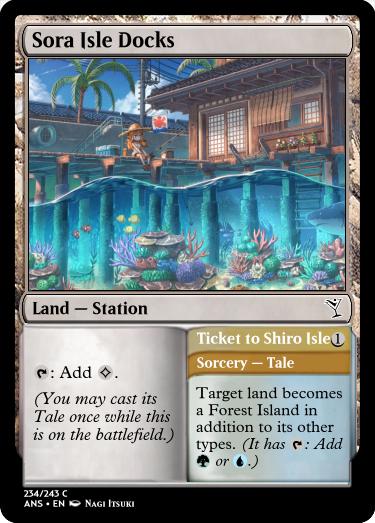 Sora Isle Docks
Land — Station
: Add .
(You may cast its
Tale once while this
is on the battlefield.)
Ticket to Shiro Isle 1
Sorcery — Tale
Target land becomes
a Forest Island in
addition to its other
types. (It has : Add
or .)
234/243 C
ANS • EN Nagi Itsuki